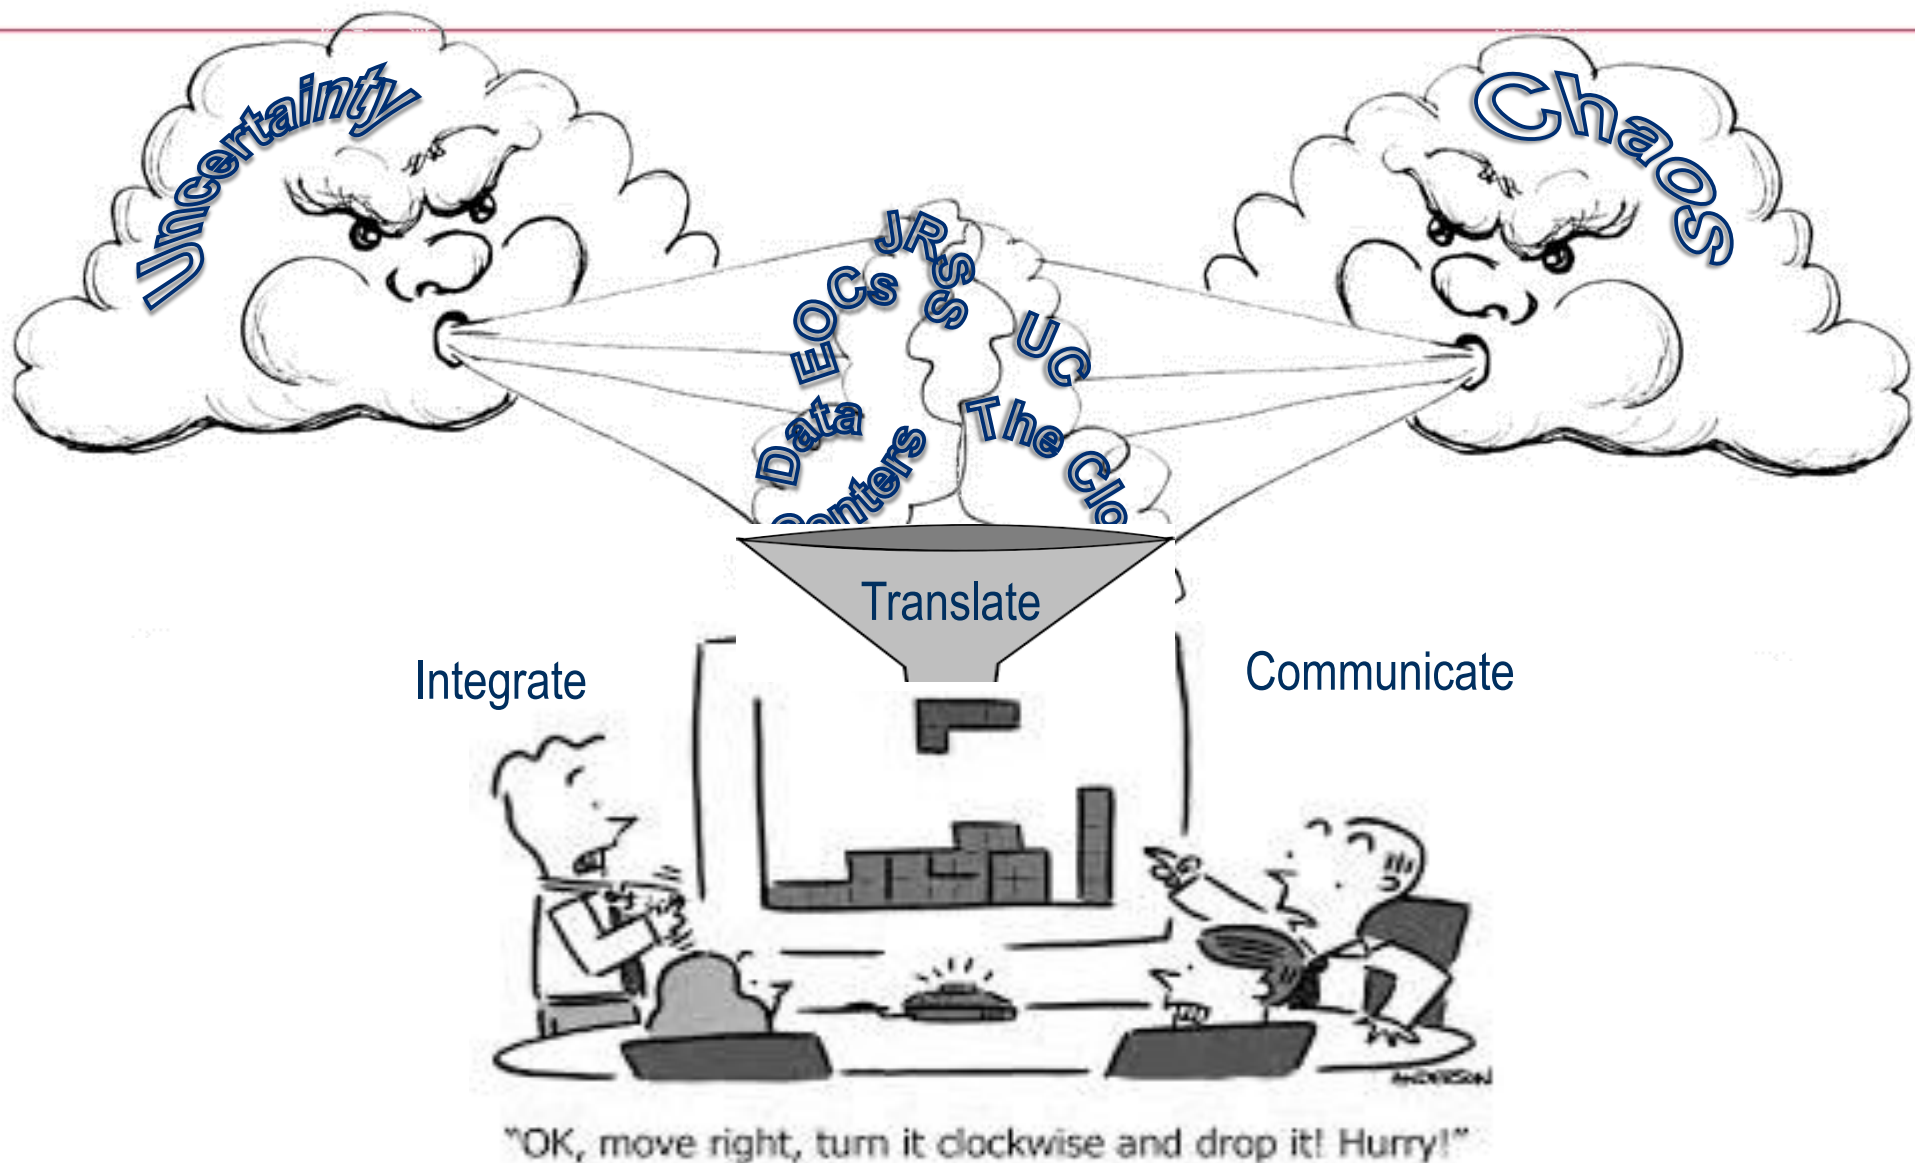 Uncertainty
Chaos
JRSS
EOCs
UC
Data
Centers
The Clo
Translate
Integrate
Communicate
ANDERSON
"OK, move right, turn it clockwise and drop it! Hurry!"